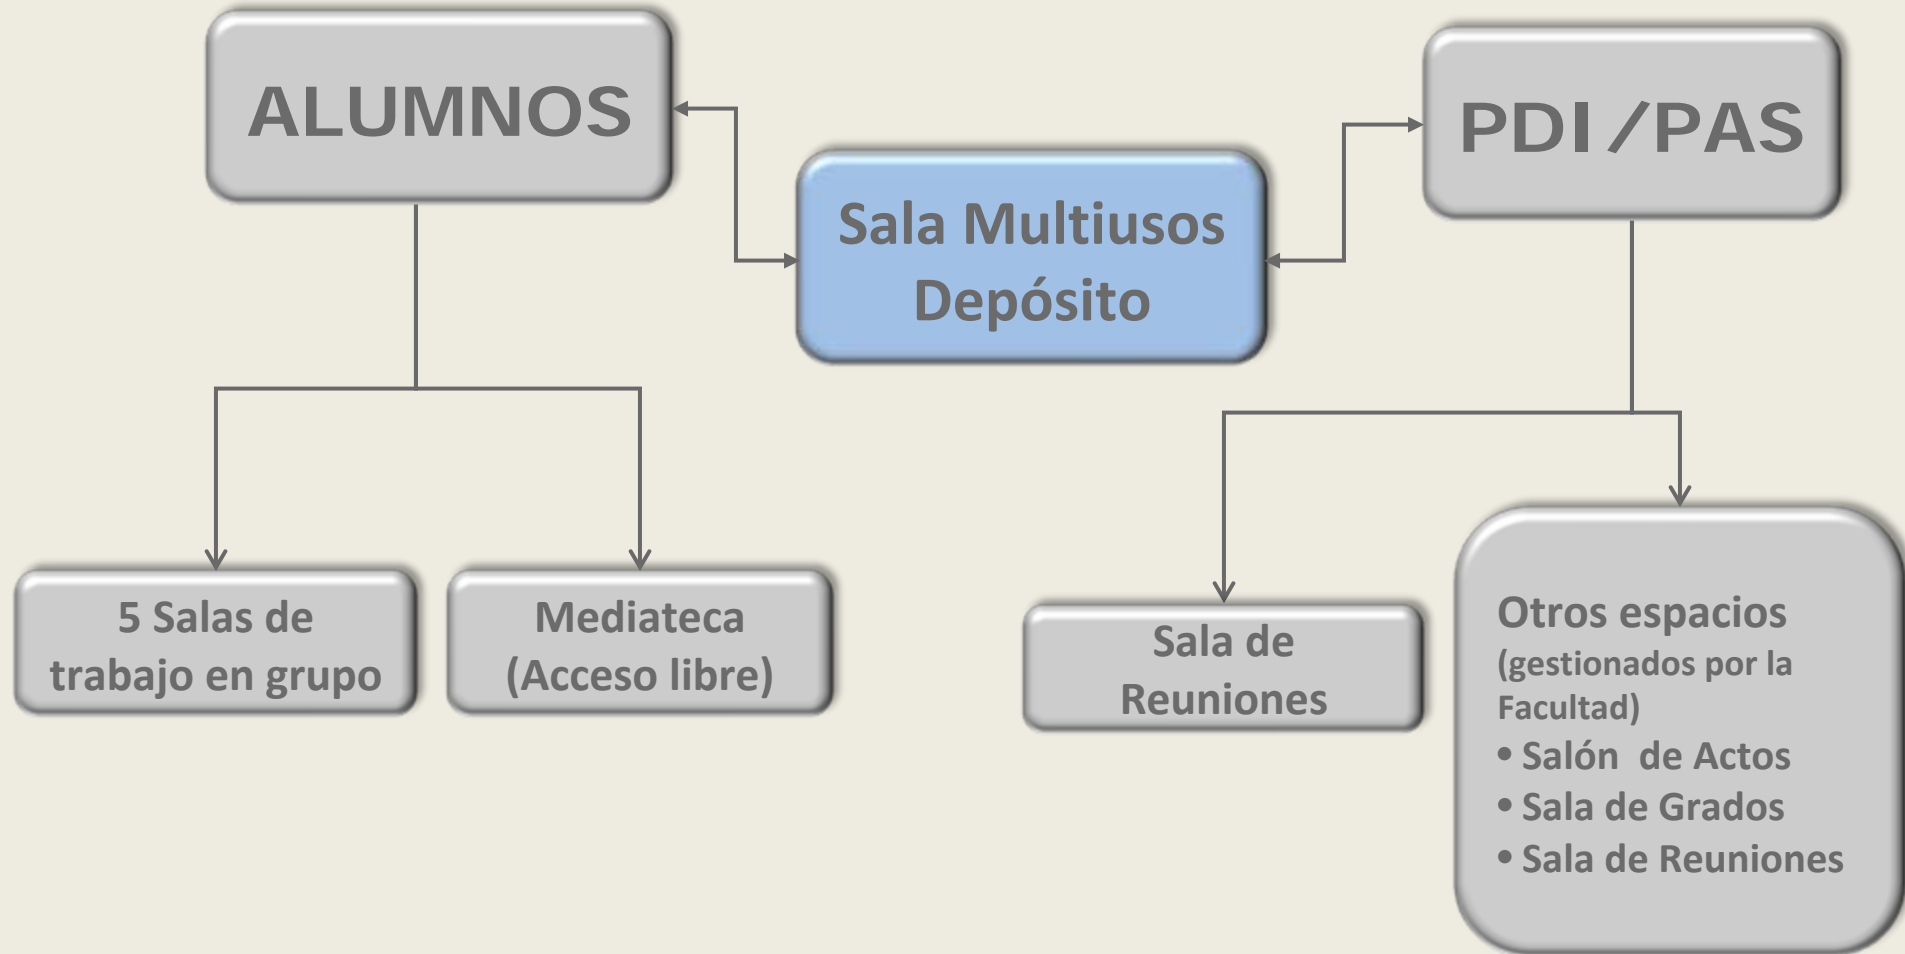 ALUMNOS
PDI/PAS
Sala Multiusos
Depósito
5 Salas de
trabajo en grupo
Mediateca
(Acceso libre)
Sala de
Reuniones
Otros espacios
(gestionados por la
Facultad)
• Salón de Actos
• Sala de Grados
• Sala de Reuniones